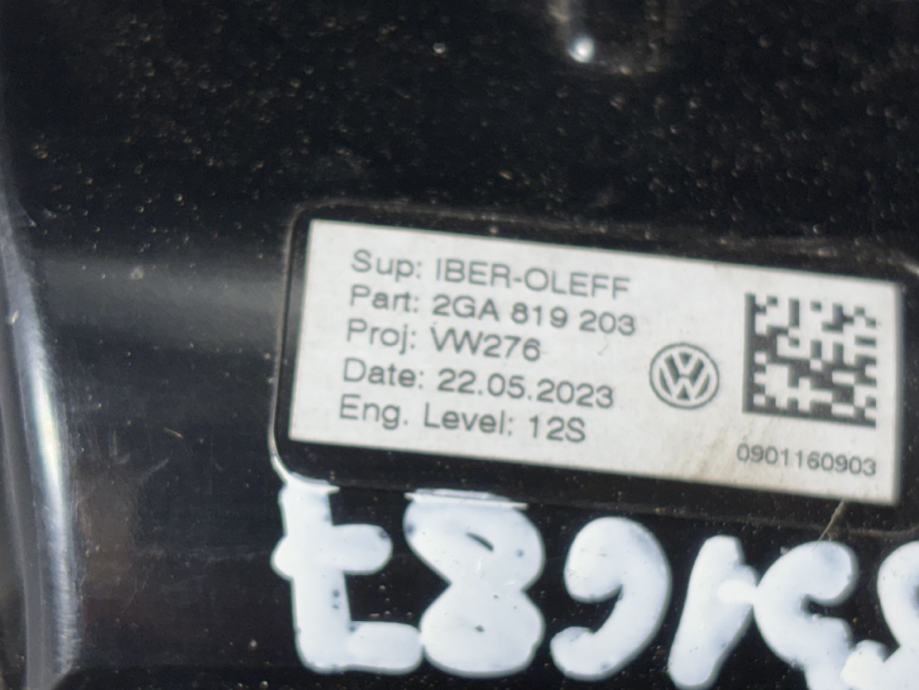 Sup: IBER-OLEFF
Part: 2GA 819 203
Proj: VW276
Date: 22.05.2023
Eng. Level: 12S
0901160903